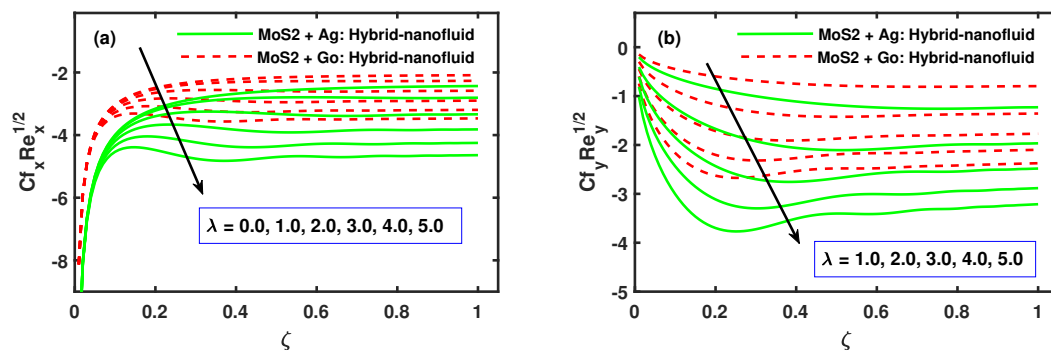 (a)
MoS2 + Ag: Hybrid-nanofluid
MoS2 + Go: Hybrid-nanofluid
-2
-4
-6
-8
Cf_x Re_x^{1/2}
λ = 0.0, 1.0, 2.0, 3.0, 4.0, 5.0
0 0.2 0.4 0.6 0.8 1
ζ
(b)
MoS2 + Ag: Hybrid-nanofluid
MoS2 + Go: Hybrid-nanofluid
0
-1
-2
-3
-4
-5
Cf_y Re_y^{1/2}
λ = 1.0, 2.0, 3.0, 4.0, 5.0
0 0.2 0.4 0.6 0.8 1
ζ